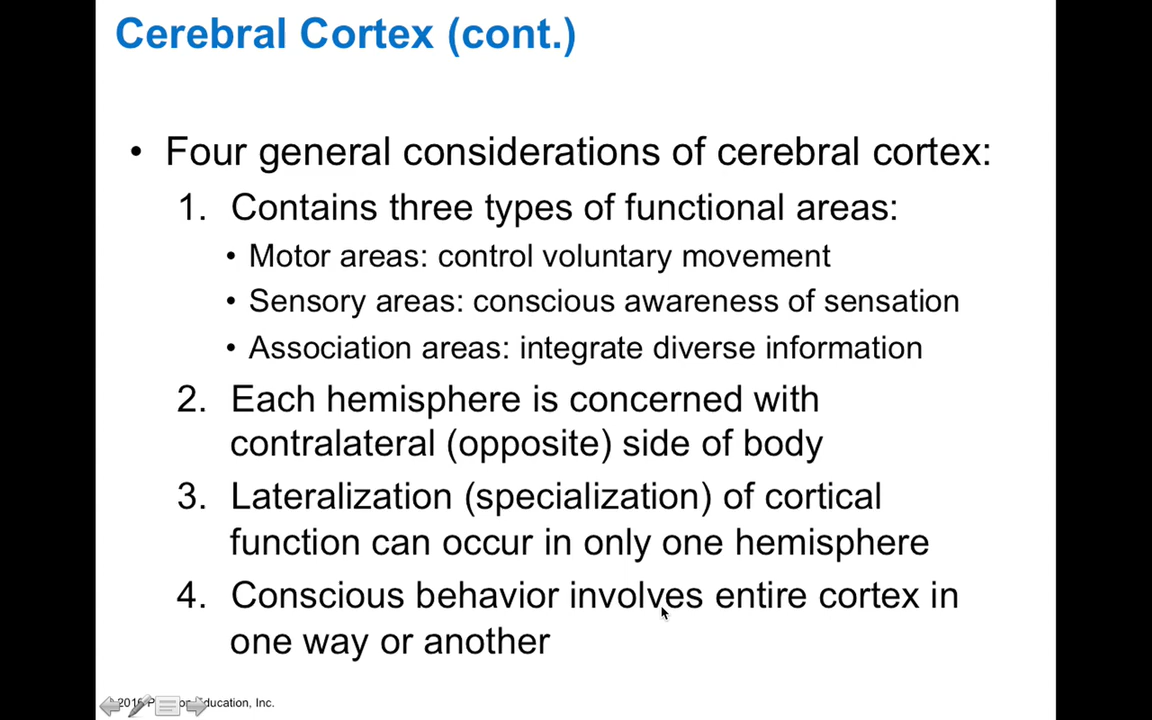 Cerebral Cortex (cont.)
• Four general considerations of cerebral cortex:
1. Contains three types of functional areas:
• Motor areas: control voluntary movement
• Sensory areas: conscious awareness of sensation
• Association areas: integrate diverse information
2. Each hemisphere is concerned with
contralateral (opposite) side of body
3. Lateralization (specialization) of cortical
function can occur in only one hemisphere
4. Conscious behavior involves entire cortex in
one way or another
Inc.